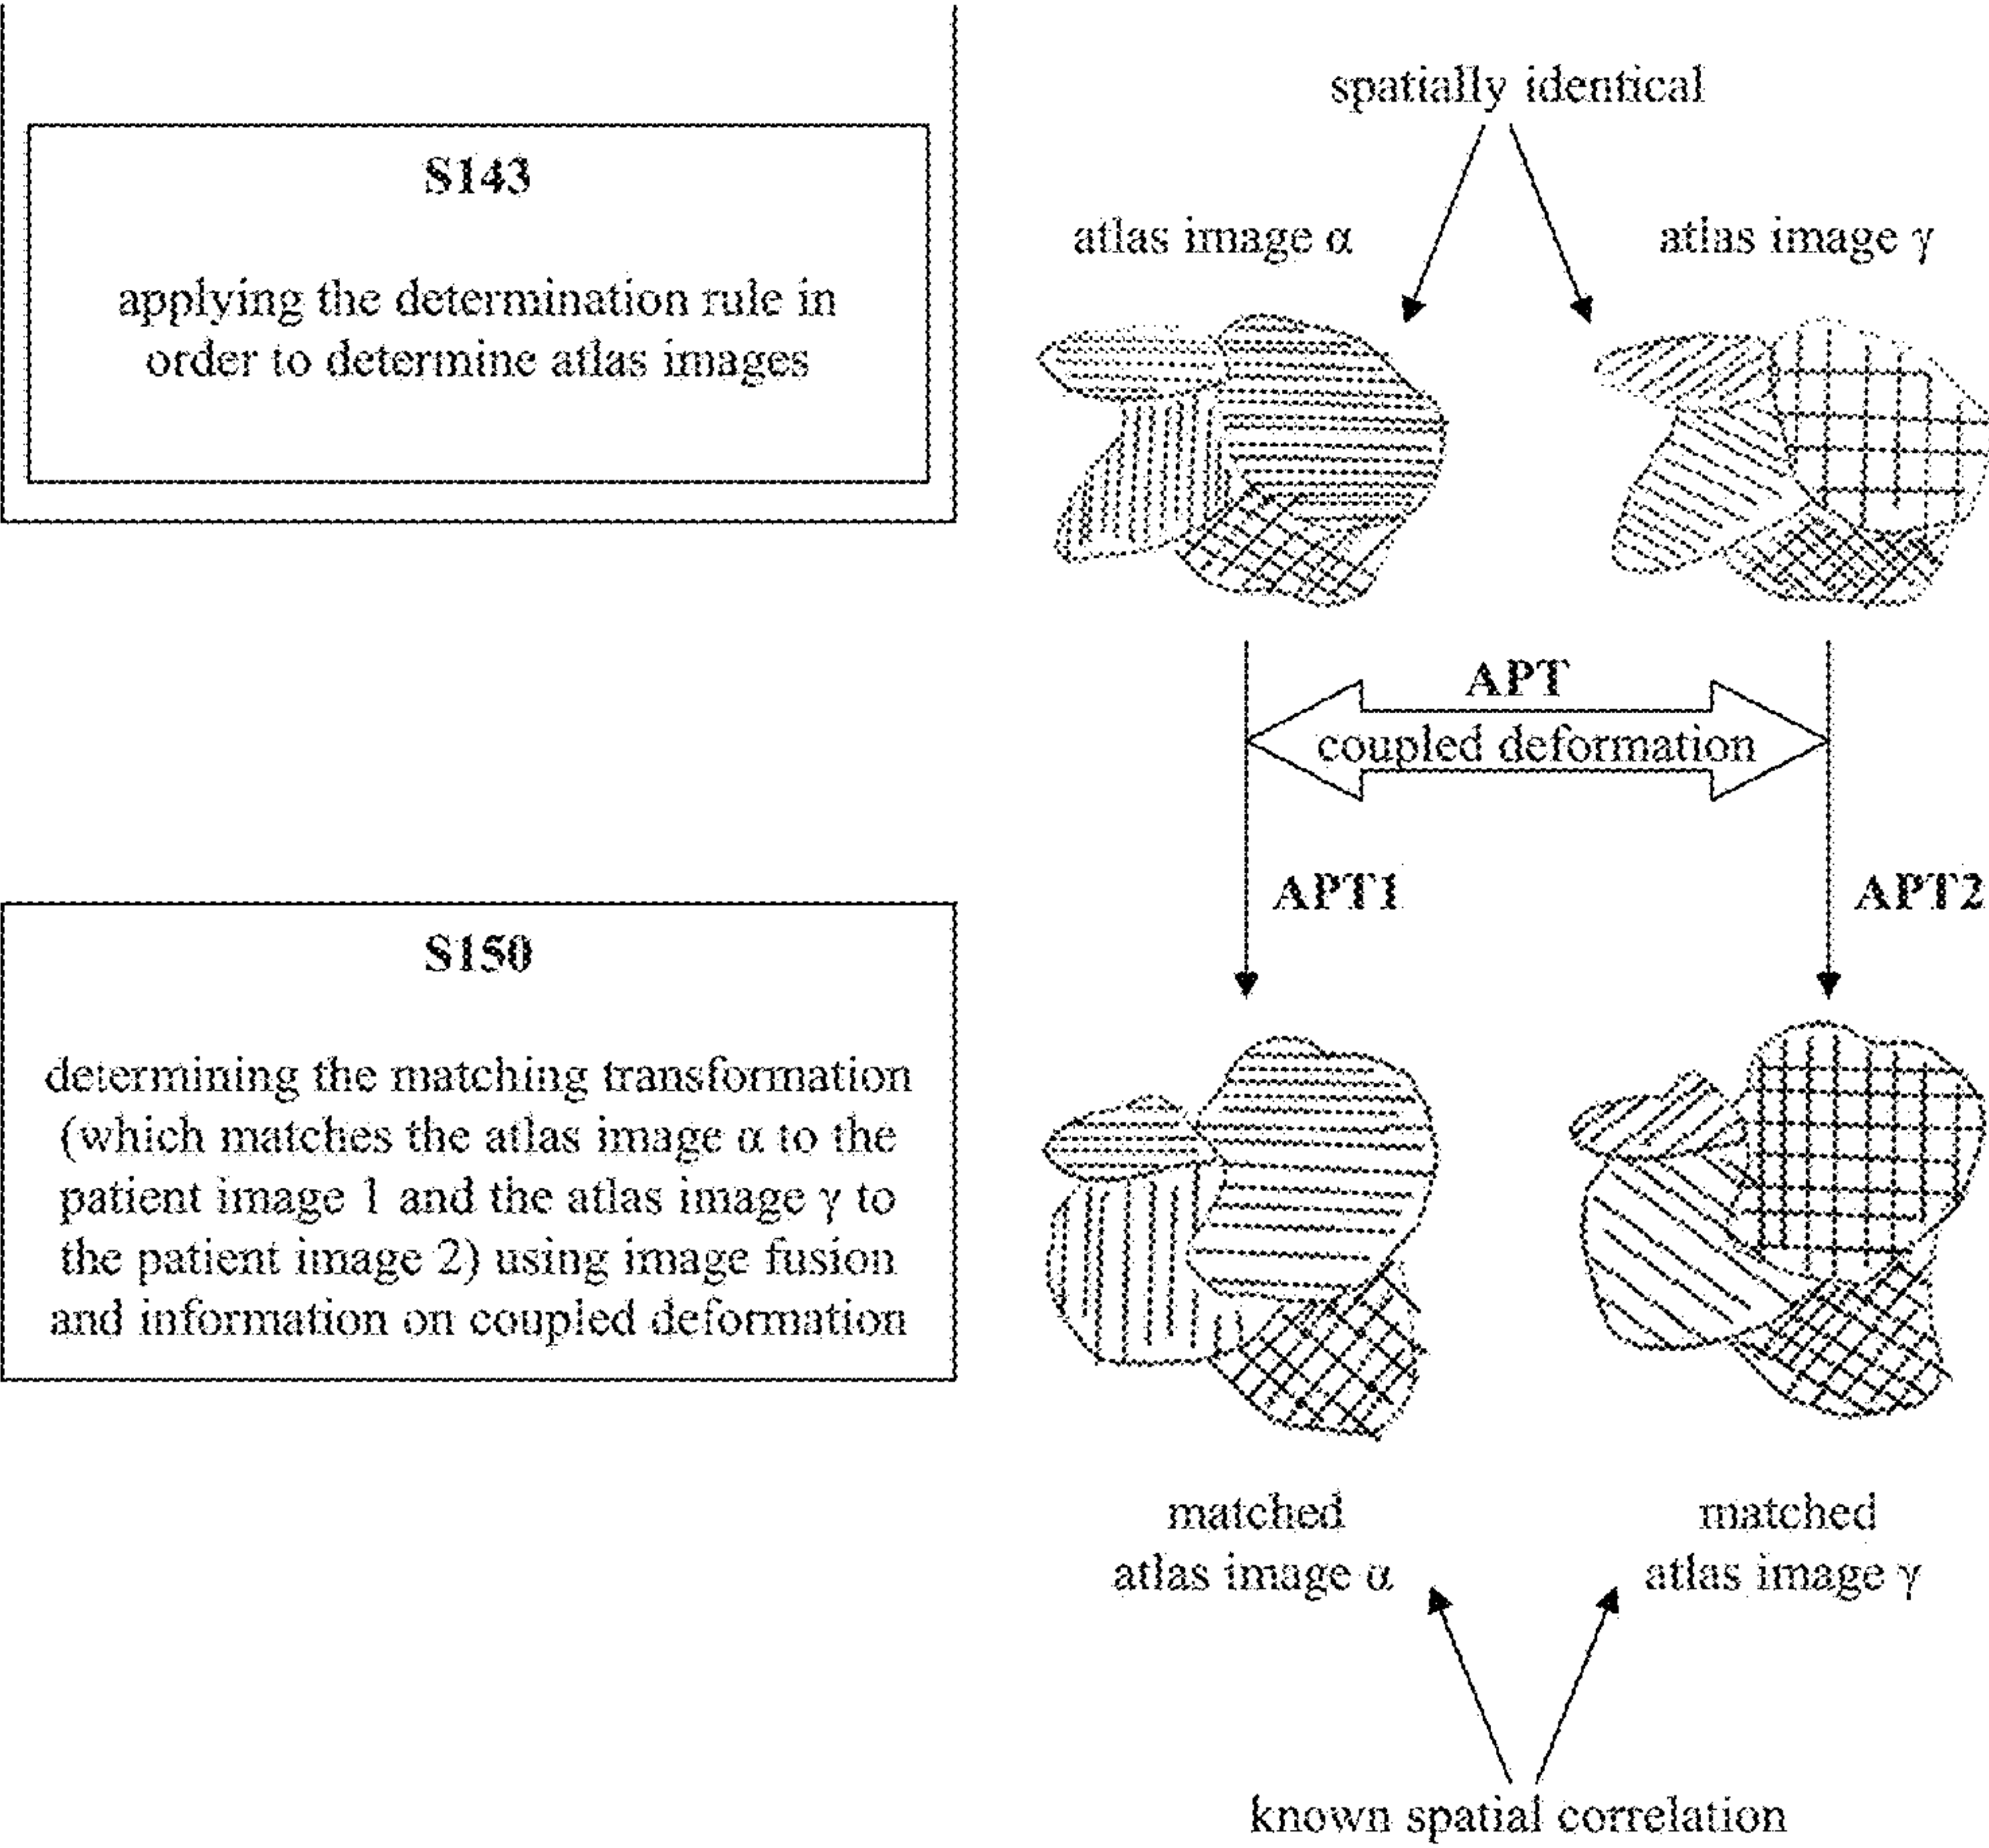 S143
applying the determination rule in
order to determine atlas images
spatially identical
atlas image α
atlas image γ
APT
coupled deformation
APT1
APT2
S150
determining the matching transformation
(which matches the atlas image α to the
patient image 1 and the atlas image γ to
the patient image 2) using image fusion
and information on coupled deformation
matched
atlas image α
matched
atlas image γ
known spatial correlation